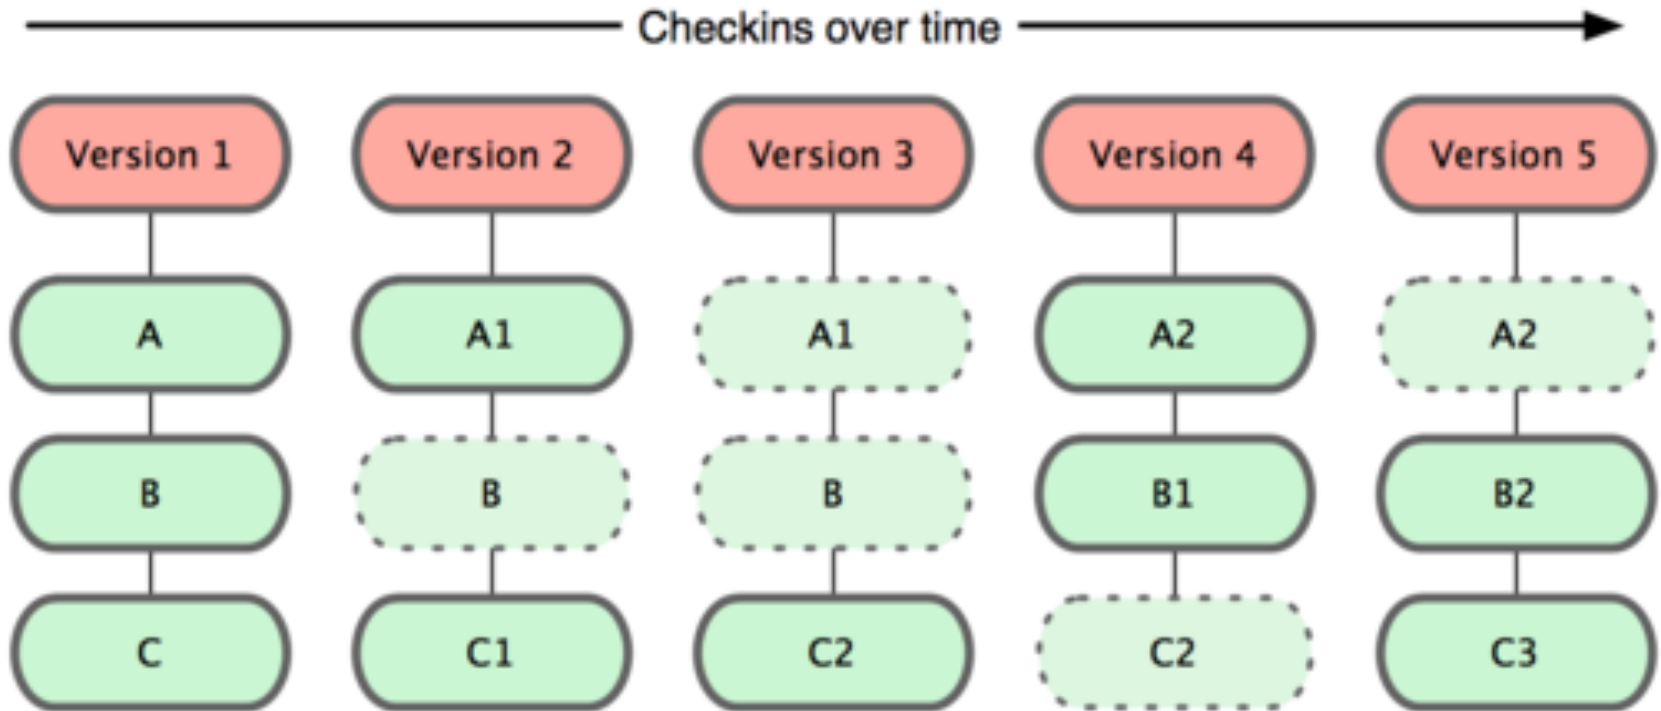 Checkins over time
Version 1 Version 2 Version 3 Version 4 Version 5
A A1 A1 A2 A2
B B B B1 B2
C C1 C2 C2 C3